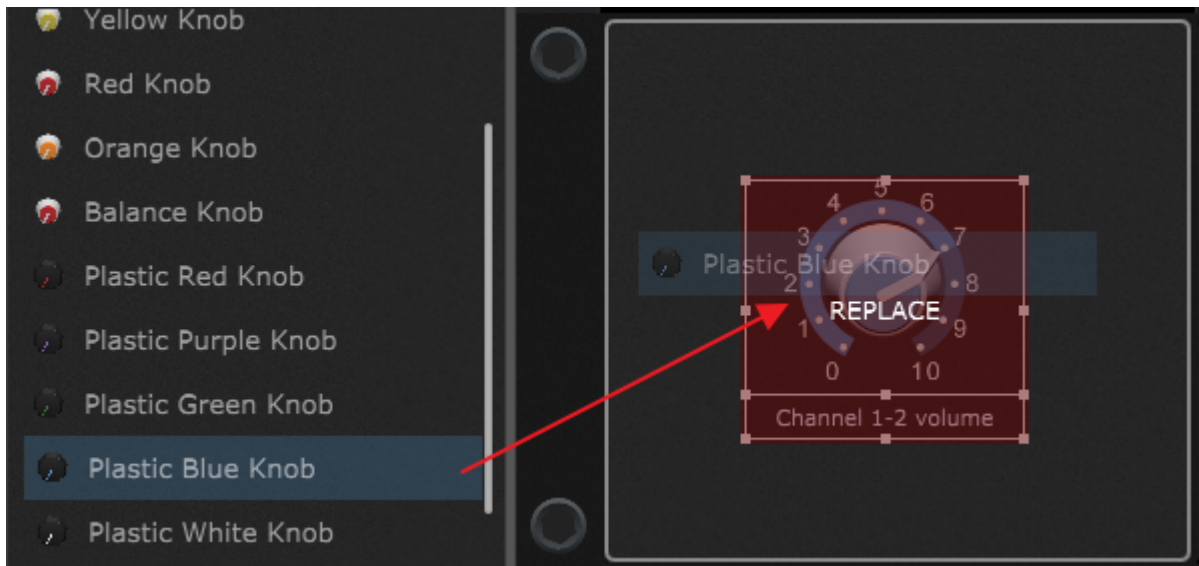 Yellow Knob
Red Knob
Orange Knob
Balance Knob
Plastic Red Knob
Plastic Purple Knob
Plastic Green Knob
Plastic Blue Knob
Plastic White Knob
5
4 6
3 7
Plastic Blue Knob
2 8
REPLACE
1 9
0 10
Channel 1-2 volume